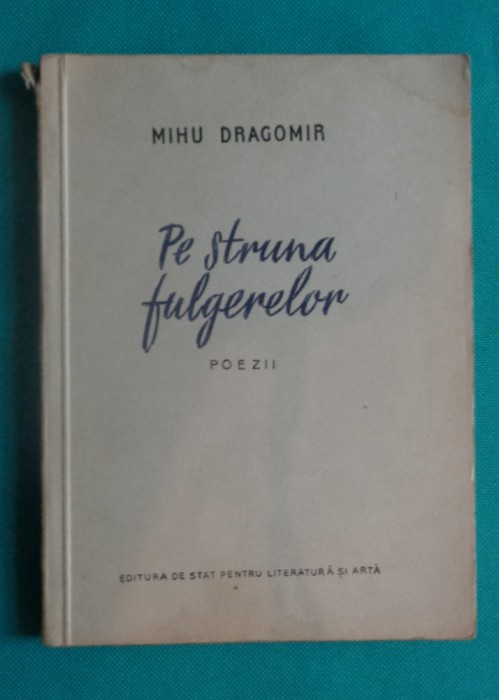 MIHU DRAGOMIR
Pe struna
fulgerelor
POEZII
EDITURA DE STAT PENTRU LITERATURĂ ȘI ARTĂ